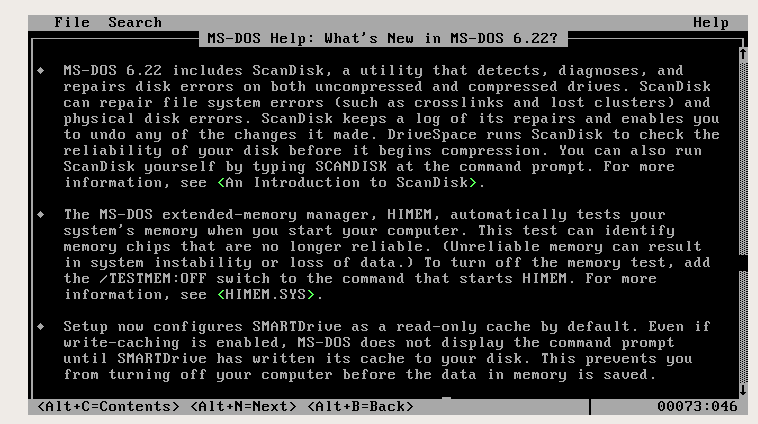 File Search Help
MS-DOS Help: What's New in MS-DOS 6.22?
♦ MS-DOS 6.22 includes ScanDisk, a utility that detects, diagnoses, and
repairs disk errors on both uncompressed and compressed drives. ScanDisk
can repair file system errors (such as crosslinks and lost clusters) and
physical disk errors. ScanDisk keeps a log of its repairs and enables you
to undo any of the changes it made. DriveSpace runs ScanDisk to check the
reliability of your disk before it begins compression. You can also run
ScanDisk yourself by typing SCANDISK at the command prompt. For more
information, see <An Introduction to ScanDisk>.
♦ The MS-DOS extended-memory manager, HIMEM, automatically tests your
system's memory when you start your computer. This test can identify
memory chips that are no longer reliable. (Unreliable memory can result
in system instability or loss of data.) To turn off the memory test, add
the /TESTMEM:OFF switch to the command that starts HIMEM. For more
information, see <HIMEM.SYS>.
♦ Setup now configures SMARTDrive as a read-only cache by default. Even if
write-caching is enabled, MS-DOS does not display the command prompt
until SMARTDrive has written its cache to your disk. This prevents you
from turning off your computer before the data in memory is saved.
<Alt+C=Contents> <Alt+N=Next> <Alt+B=Back> 00073:046